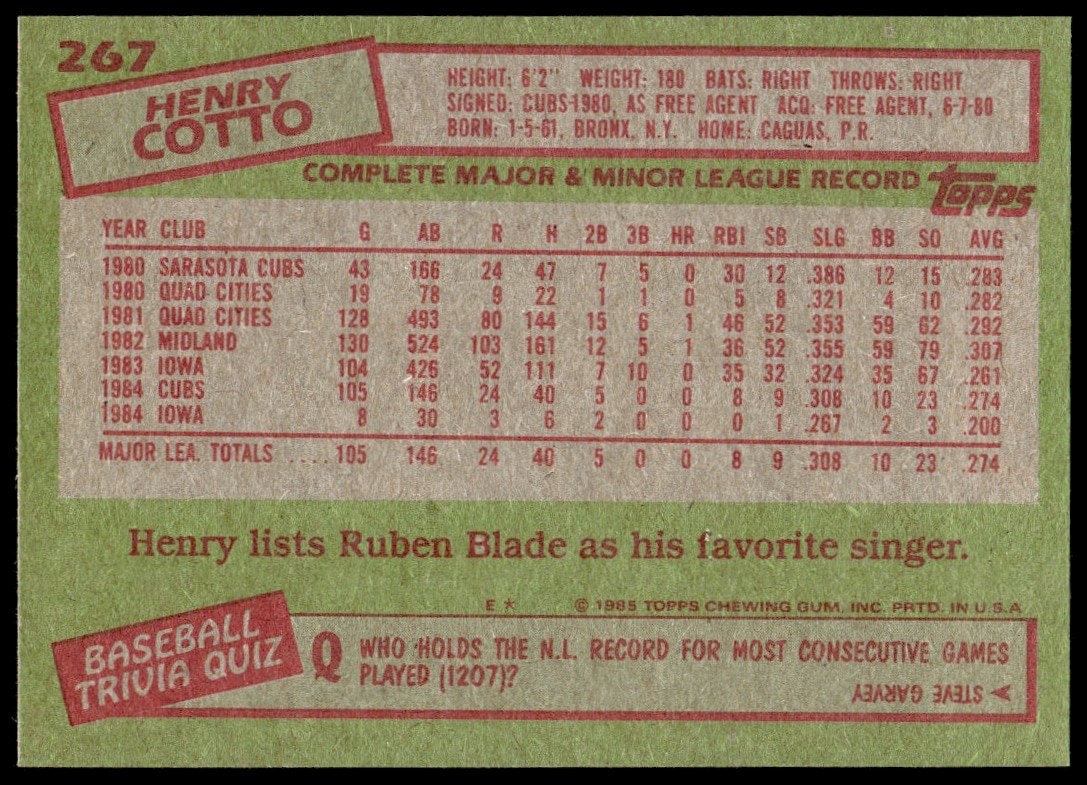 267
HENRY
COTTO
HEIGHT: 6'2" WEIGHT: 180 BATS: RIGHT THROWS: RIGHT
SIGNED: CUBS-1980, AS FREE AGENT ACQ: FREE AGENT, 6-7-80
BORN: 1-5-61, BRONX, N.Y. HOME: CAGUAS, P.R.
COMPLETE MAJOR & MINOR LEAGUE RECORD topps
YEAR CLUB G AB R H 2B 3B HR RBI SB SLG BB SO AVG
1980 SARASOTA CUBS 43 166 24 47 7 5 0 30 12 .386 12 15 .283
1980 QUAD CITIES 19 78 9 22 1 1 0 5 8 .321 4 10 .282
1981 QUAD CITIES 128 493 80 144 15 6 1 46 52 .353 59 62 .292
1982 MIDLAND 130 524 103 161 12 5 1 36 52 .355 59 79 .307
1983 IOWA 104 426 52 111 7 10 0 35 32 .324 35 67 .261
1984 CUBS 105 146 24 40 5 0 0 8 9 .308 10 23 .274
1984 IOWA 8 30 3 6 2 0 0 0 1 .267 2 3 .200
MAJOR LEA. TOTALS ....105 146 24 40 5 0 0 8 9 .308 10 23 .274
Henry lists Ruben Blade as his favorite singer.
E * © 1985 TOPPS CHEWING GUM, INC. PRTD. IN U.S.A.
BASEBALL
TRIVIA QUIZ
Q WHO HOLDS THE N.L. RECORD FOR MOST CONSECUTIVE GAMES
PLAYED (1207)?
A STEVE GARVEY